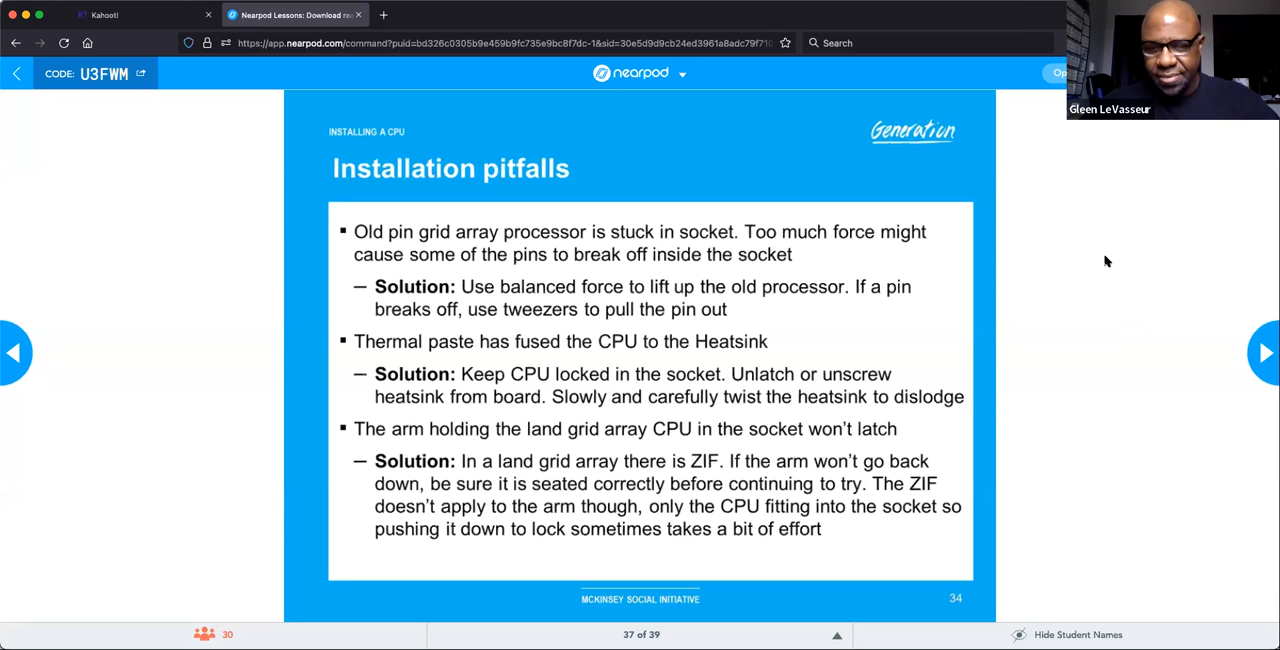 Kahoot!
Nearpod Lessons: Download re
https://app.nearpod.com/command?puid=bd326c0305b9e459b9fc735e9bc8f7dc-1&sid=30e5d9d9cb24ed3961a8adc79f710
Search
CODE: U3FWM
nearpod
Op
Gleen LeVasseur
INSTALLING A CPU
Generation
Installation pitfalls
▪ Old pin grid array processor is stuck in socket. Too much force might
cause some of the pins to break off inside the socket
– Solution: Use balanced force to lift up the old processor. If a pin
breaks off, use tweezers to pull the pin out
▪ Thermal paste has fused the CPU to the Heatsink
– Solution: Keep CPU locked in the socket. Unlatch or unscrew
heatsink from board. Slowly and carefully twist the heatsink to dislodge
▪ The arm holding the land grid array CPU in the socket won't latch
– Solution: In a land grid array there is ZIF. If the arm won't go back
down, be sure it is seated correctly before continuing to try. The ZIF
doesn't apply to the arm though, only the CPU fitting into the socket so
pushing it down to lock sometimes takes a bit of effort
MCKINSEY SOCIAL INITIATIVE
34
30
37 of 39
Hide Student Names